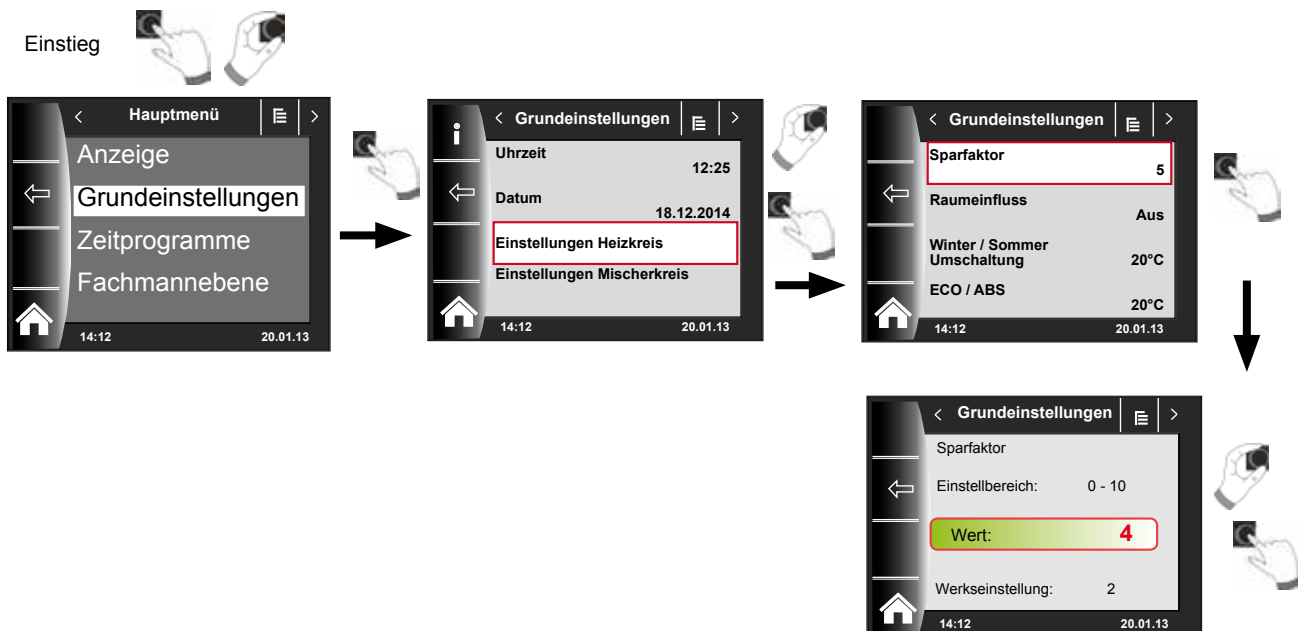 Einstieg
< Hauptmenü >
Anzeige
Grundeinstellungen
Zeitprogramme
Fachmannebene
14:12 20.01.13
i
< Grundeinstellungen >
Uhrzeit
12:25
Datum
18.12.2014
Einstellungen Heizkreis
Einstellungen Mischerkreis
14:12 20.01.13
< Grundeinstellungen >
Sparfaktor
5
Raumeinfluss
Aus
Winter / Sommer
Umschaltung 20°C
ECO / ABS
20°C
14:12 20.01.13
< Grundeinstellungen >
Sparfaktor
Einstellbereich: 0 - 10
Wert: 4
Werkseinstellung: 2
14:12 20.01.13